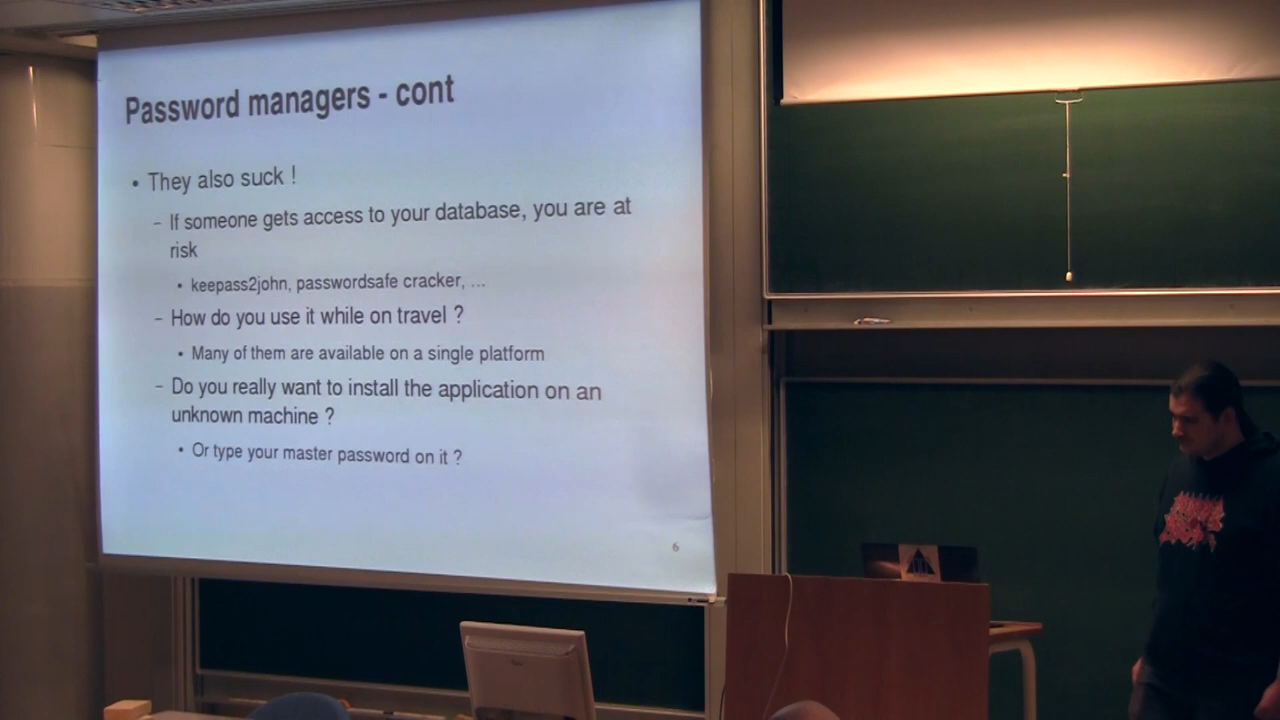 Password managers - cont
• They also suck !
– If someone gets access to your database, you are at
risk
• keepass2john, passwordsafe cracker, ...
– How do you use it while on travel ?
• Many of them are available on a single platform
– Do you really want to install the application on an
unknown machine ?
• Or type your master password on it ?
6